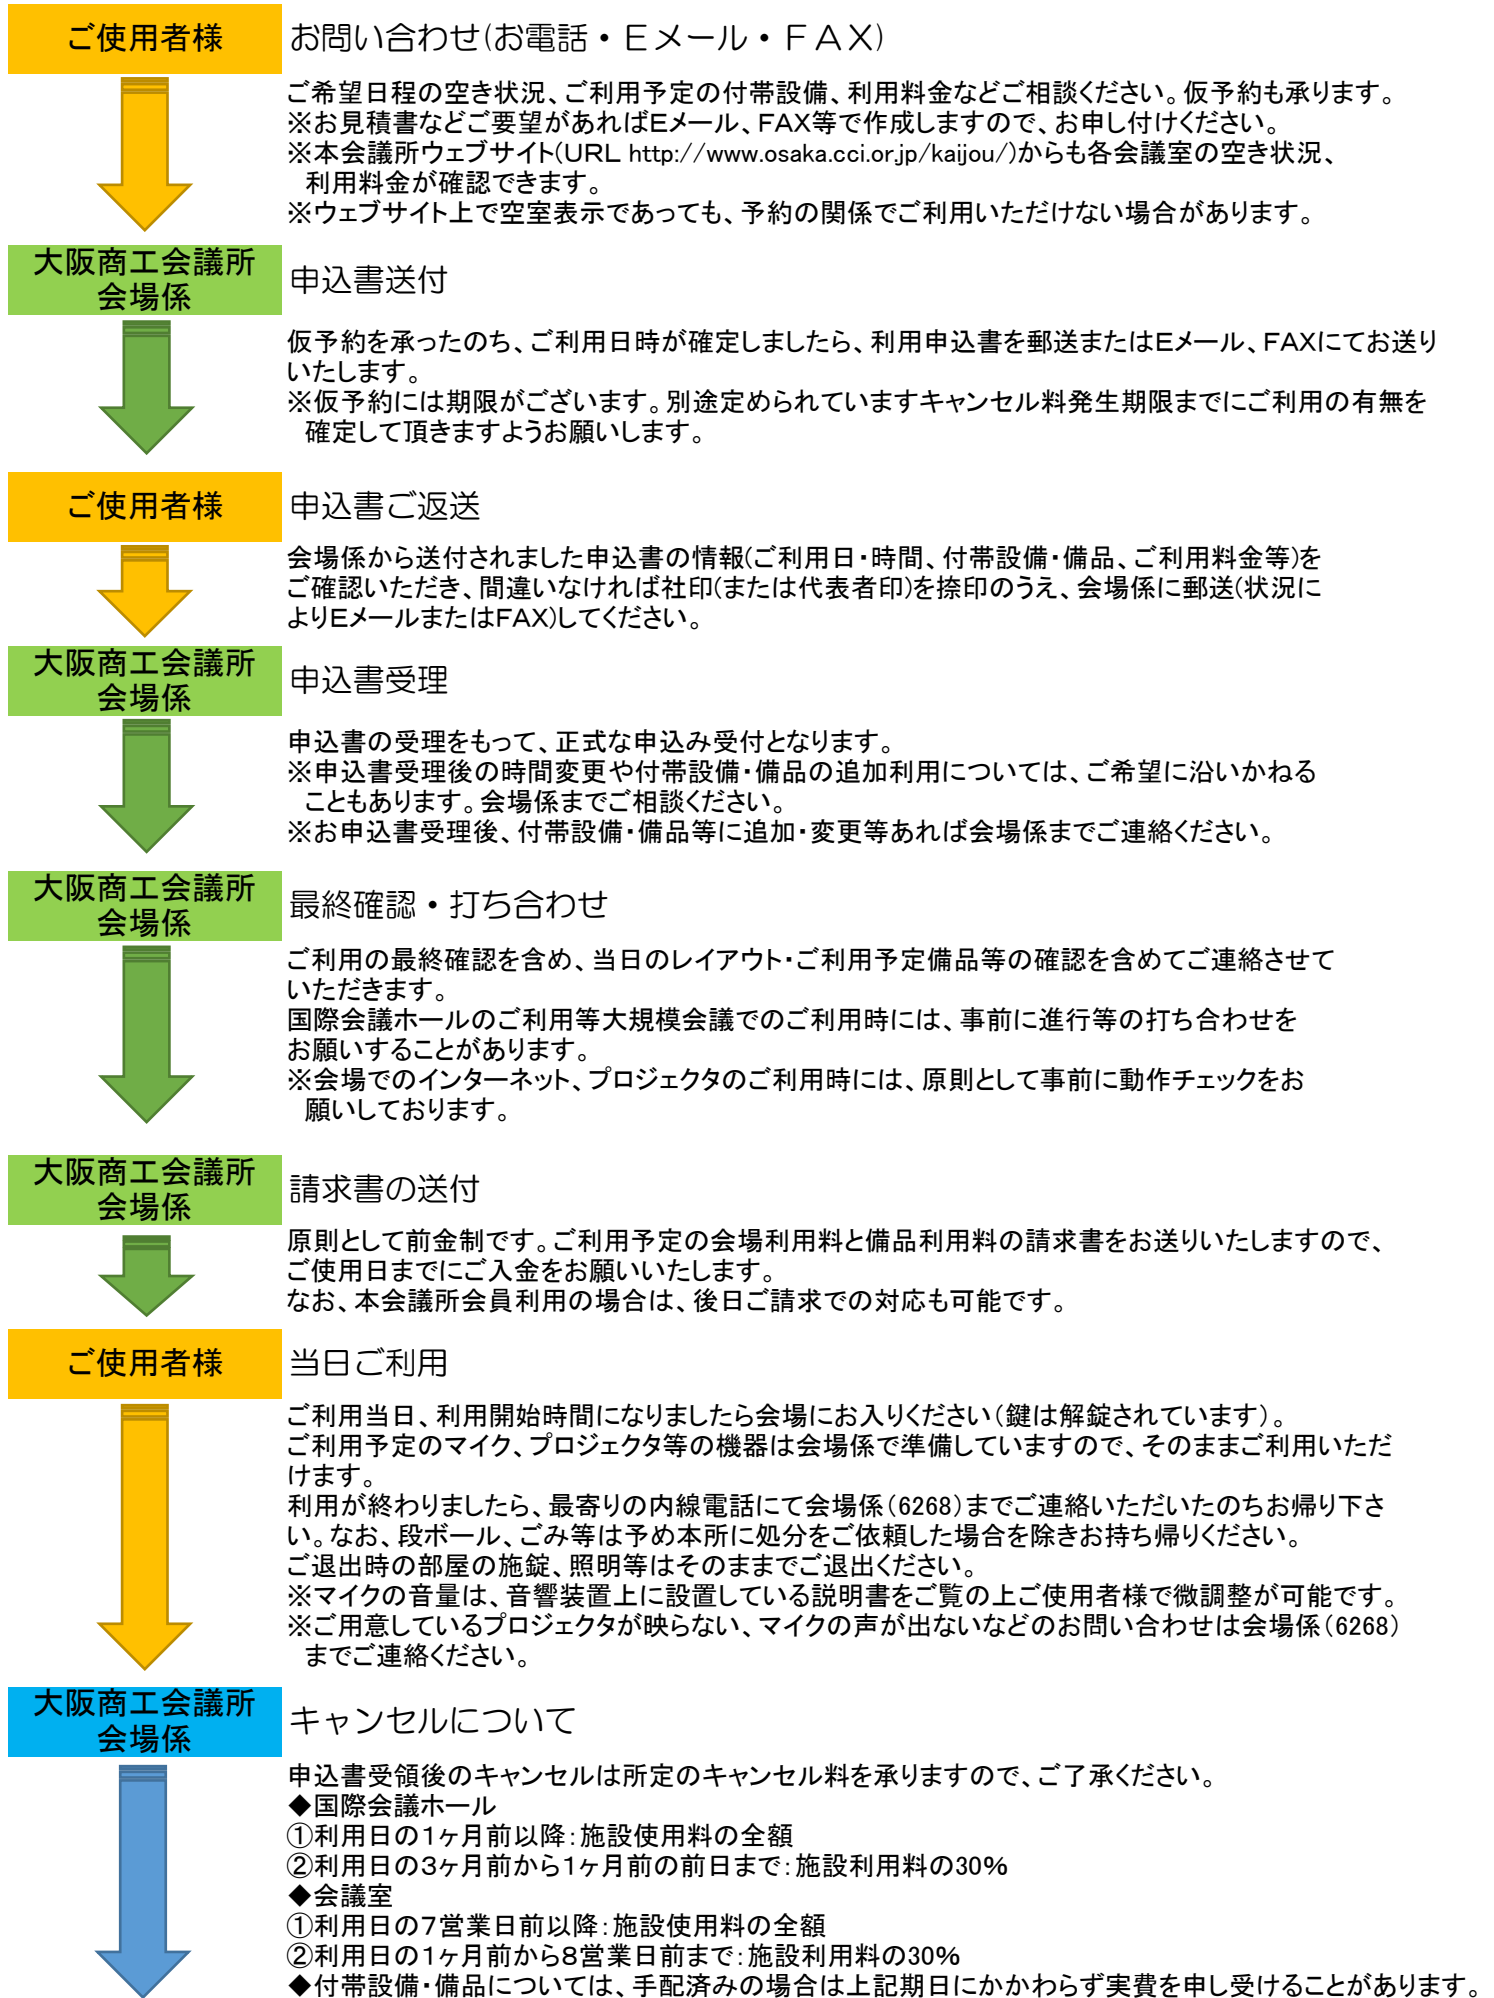 ご使用者様
お問い合わせ(お電話・Eメール・FAX)
ご希望日程の空き状況、ご利用予定の付帯設備、利用料金などご相談ください。仮予約も承ります。
※お見積書などご要望があればEメール、FAX等で作成しますので、お申し付けください。
※本会議所ウェブサイト(URL http://www.osaka.cci.or.jp/kaijou/)からも各会議室の空き状況、
利用料金が確認できます。
※ウェブサイト上で空室表示であっても、予約の関係でご利用いただけない場合があります。
大阪商工会議所
会場係
申込書送付
仮予約を承ったのち、ご利用日時が確定しましたら、利用申込書を郵送またはEメール、FAXにてお送り
いたします。
※仮予約には期限がございます。別途定められていますキャンセル料発生期限までにご利用の有無を
確定して頂きますようお願いします。
ご使用者様
申込書ご返送
会場係から送付されました申込書の情報(ご利用日・時間、付帯設備・備品、ご利用料金等)を
ご確認いただき、間違いなければ社印(または代表者印)を捺印のうえ、会場係に郵送(状況に
よりEメールまたはFAX)してください。
大阪商工会議所
会場係
申込書受理
申込書の受理をもって、正式な申込み受付となります。
※申込書受理後の時間変更や付帯設備・備品の追加利用については、ご希望に沿いかねる
こともあります。会場係までご相談ください。
※お申込書受理後、付帯設備・備品等に追加・変更等あれば会場係までご連絡ください。
大阪商工会議所
会場係
最終確認・打ち合わせ
ご利用の最終確認を含め、当日のレイアウト・ご利用予定備品等の確認を含めてご連絡させて
いただきます。
国際会議ホールのご利用等大規模会議でのご利用時には、事前に進行等の打ち合わせを
お願いすることがあります。
※会場でのインターネット、プロジェクタのご利用時には、原則として事前に動作チェックをお
願いしております。
大阪商工会議所
会場係
請求書の送付
原則として前金制です。ご利用予定の会場利用料と備品利用料の請求書をお送りいたしますので、
ご使用日までにご入金をお願いいたします。
なお、本会議所会員利用の場合は、後日ご請求での対応も可能です。
ご使用者様
当日ご利用
ご利用当日、利用開始時間になりましたら会場にお入りください(鍵は解錠されています)。
ご利用予定のマイク、プロジェクタ等の機器は会場係で準備していますので、そのままご利用いただ
けます。
利用が終わりましたら、最寄りの内線電話にて会場係(6268)までご連絡いただいたのちお帰り下さ
い。なお、段ボール、ごみ等は予め本所に処分をご依頼した場合を除きお持ち帰りください。
ご退出時の部屋の施錠、照明等はそのままでご退出ください。
※マイクの音量は、音響装置上に設置している説明書をご覧の上ご使用者様で微調整が可能です。
※ご用意しているプロジェクタが映らない、マイクの声が出ないなどのお問い合わせは会場係(6268)
までご連絡ください。
大阪商工会議所
会場係
キャンセルについて
申込書受領後のキャンセルは所定のキャンセル料を承りますので、ご了承ください。
◆国際会議ホール
①利用日の1ヶ月前以降:施設使用料の全額
②利用日の3ヶ月前から1ヶ月前の前日まで:施設利用料の30%
◆会議室
①利用日の7営業日前以降:施設使用料の全額
②利用日の1ヶ月前から8営業日前まで:施設利用料の30%
◆付帯設備・備品については、手配済みの場合は上記期日にかかわらず実費を申し受けることがあります。